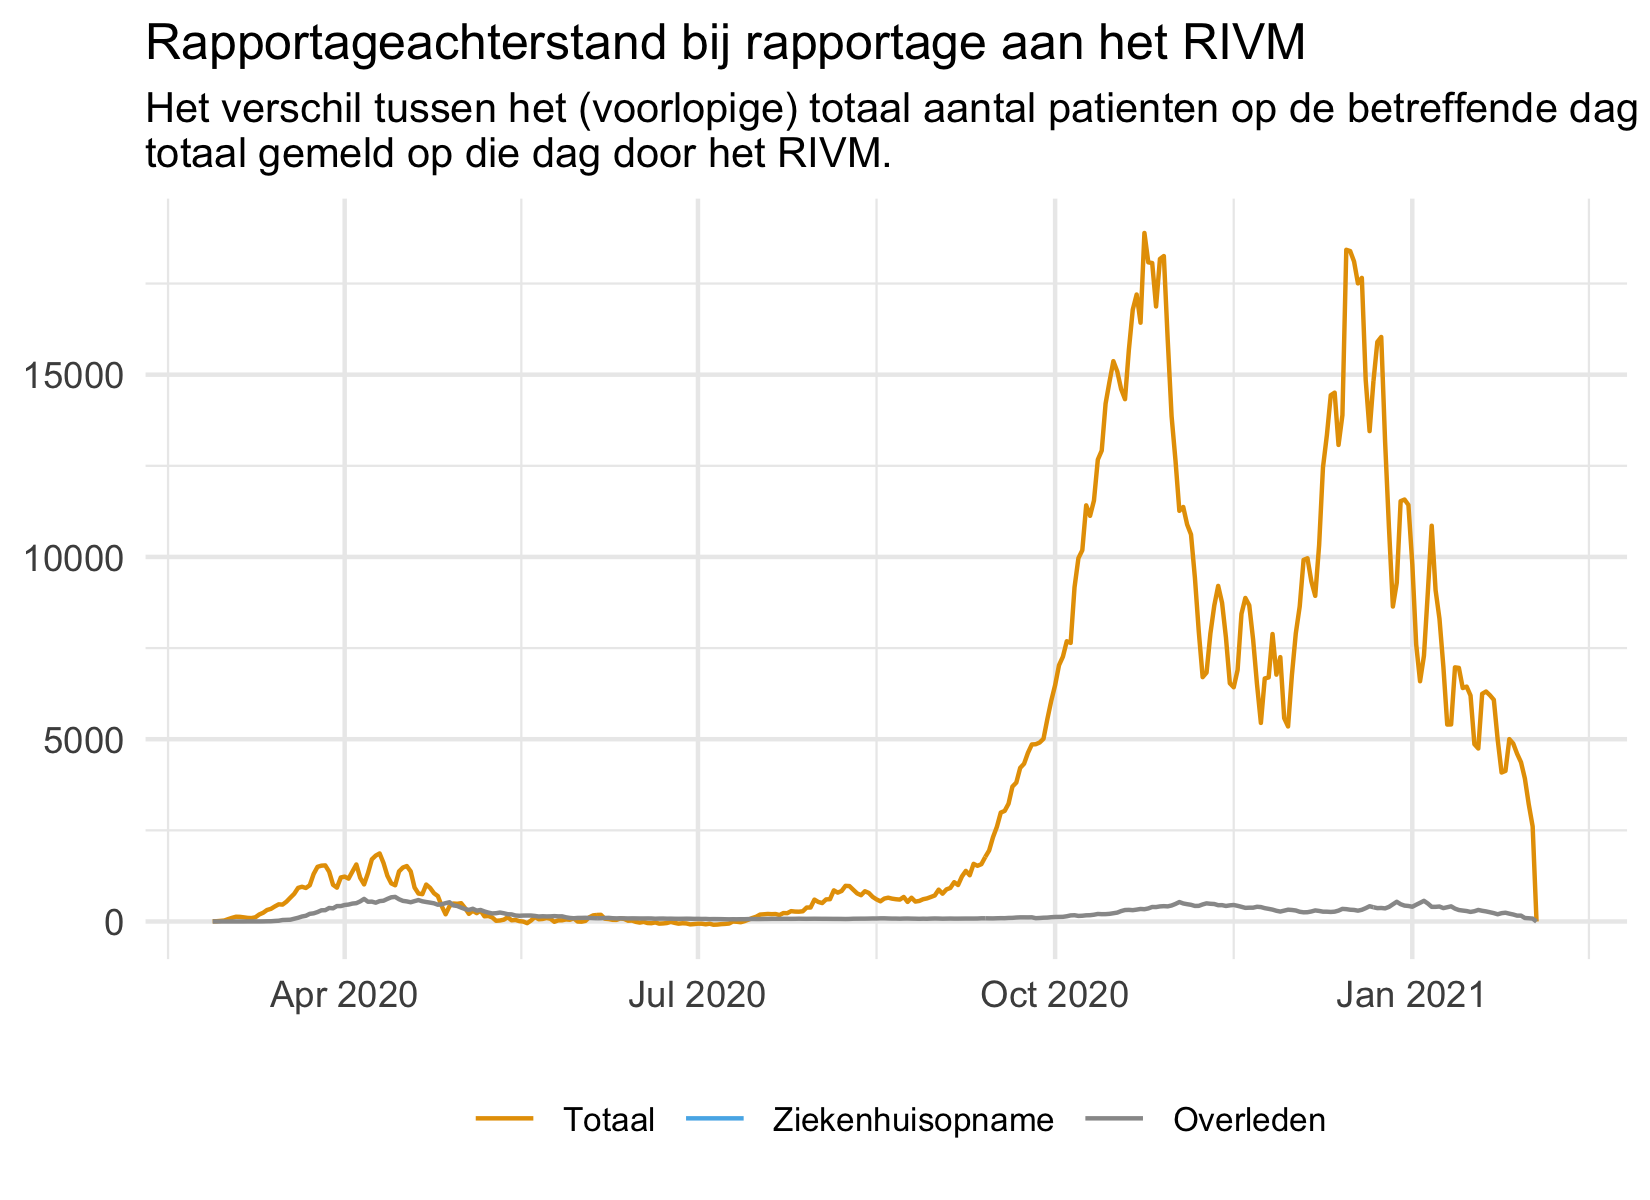 Rapportageachterstand bij rapportage aan het RIVM
Het verschil tussen het (voorlopige) totaal aantal patienten op de betreffende dag
totaal gemeld op die dag door het RIVM.
15000
10000
5000
0
Apr 2020 Jul 2020 Oct 2020 Jan 2021
Totaal Ziekenhuisopname Overleden